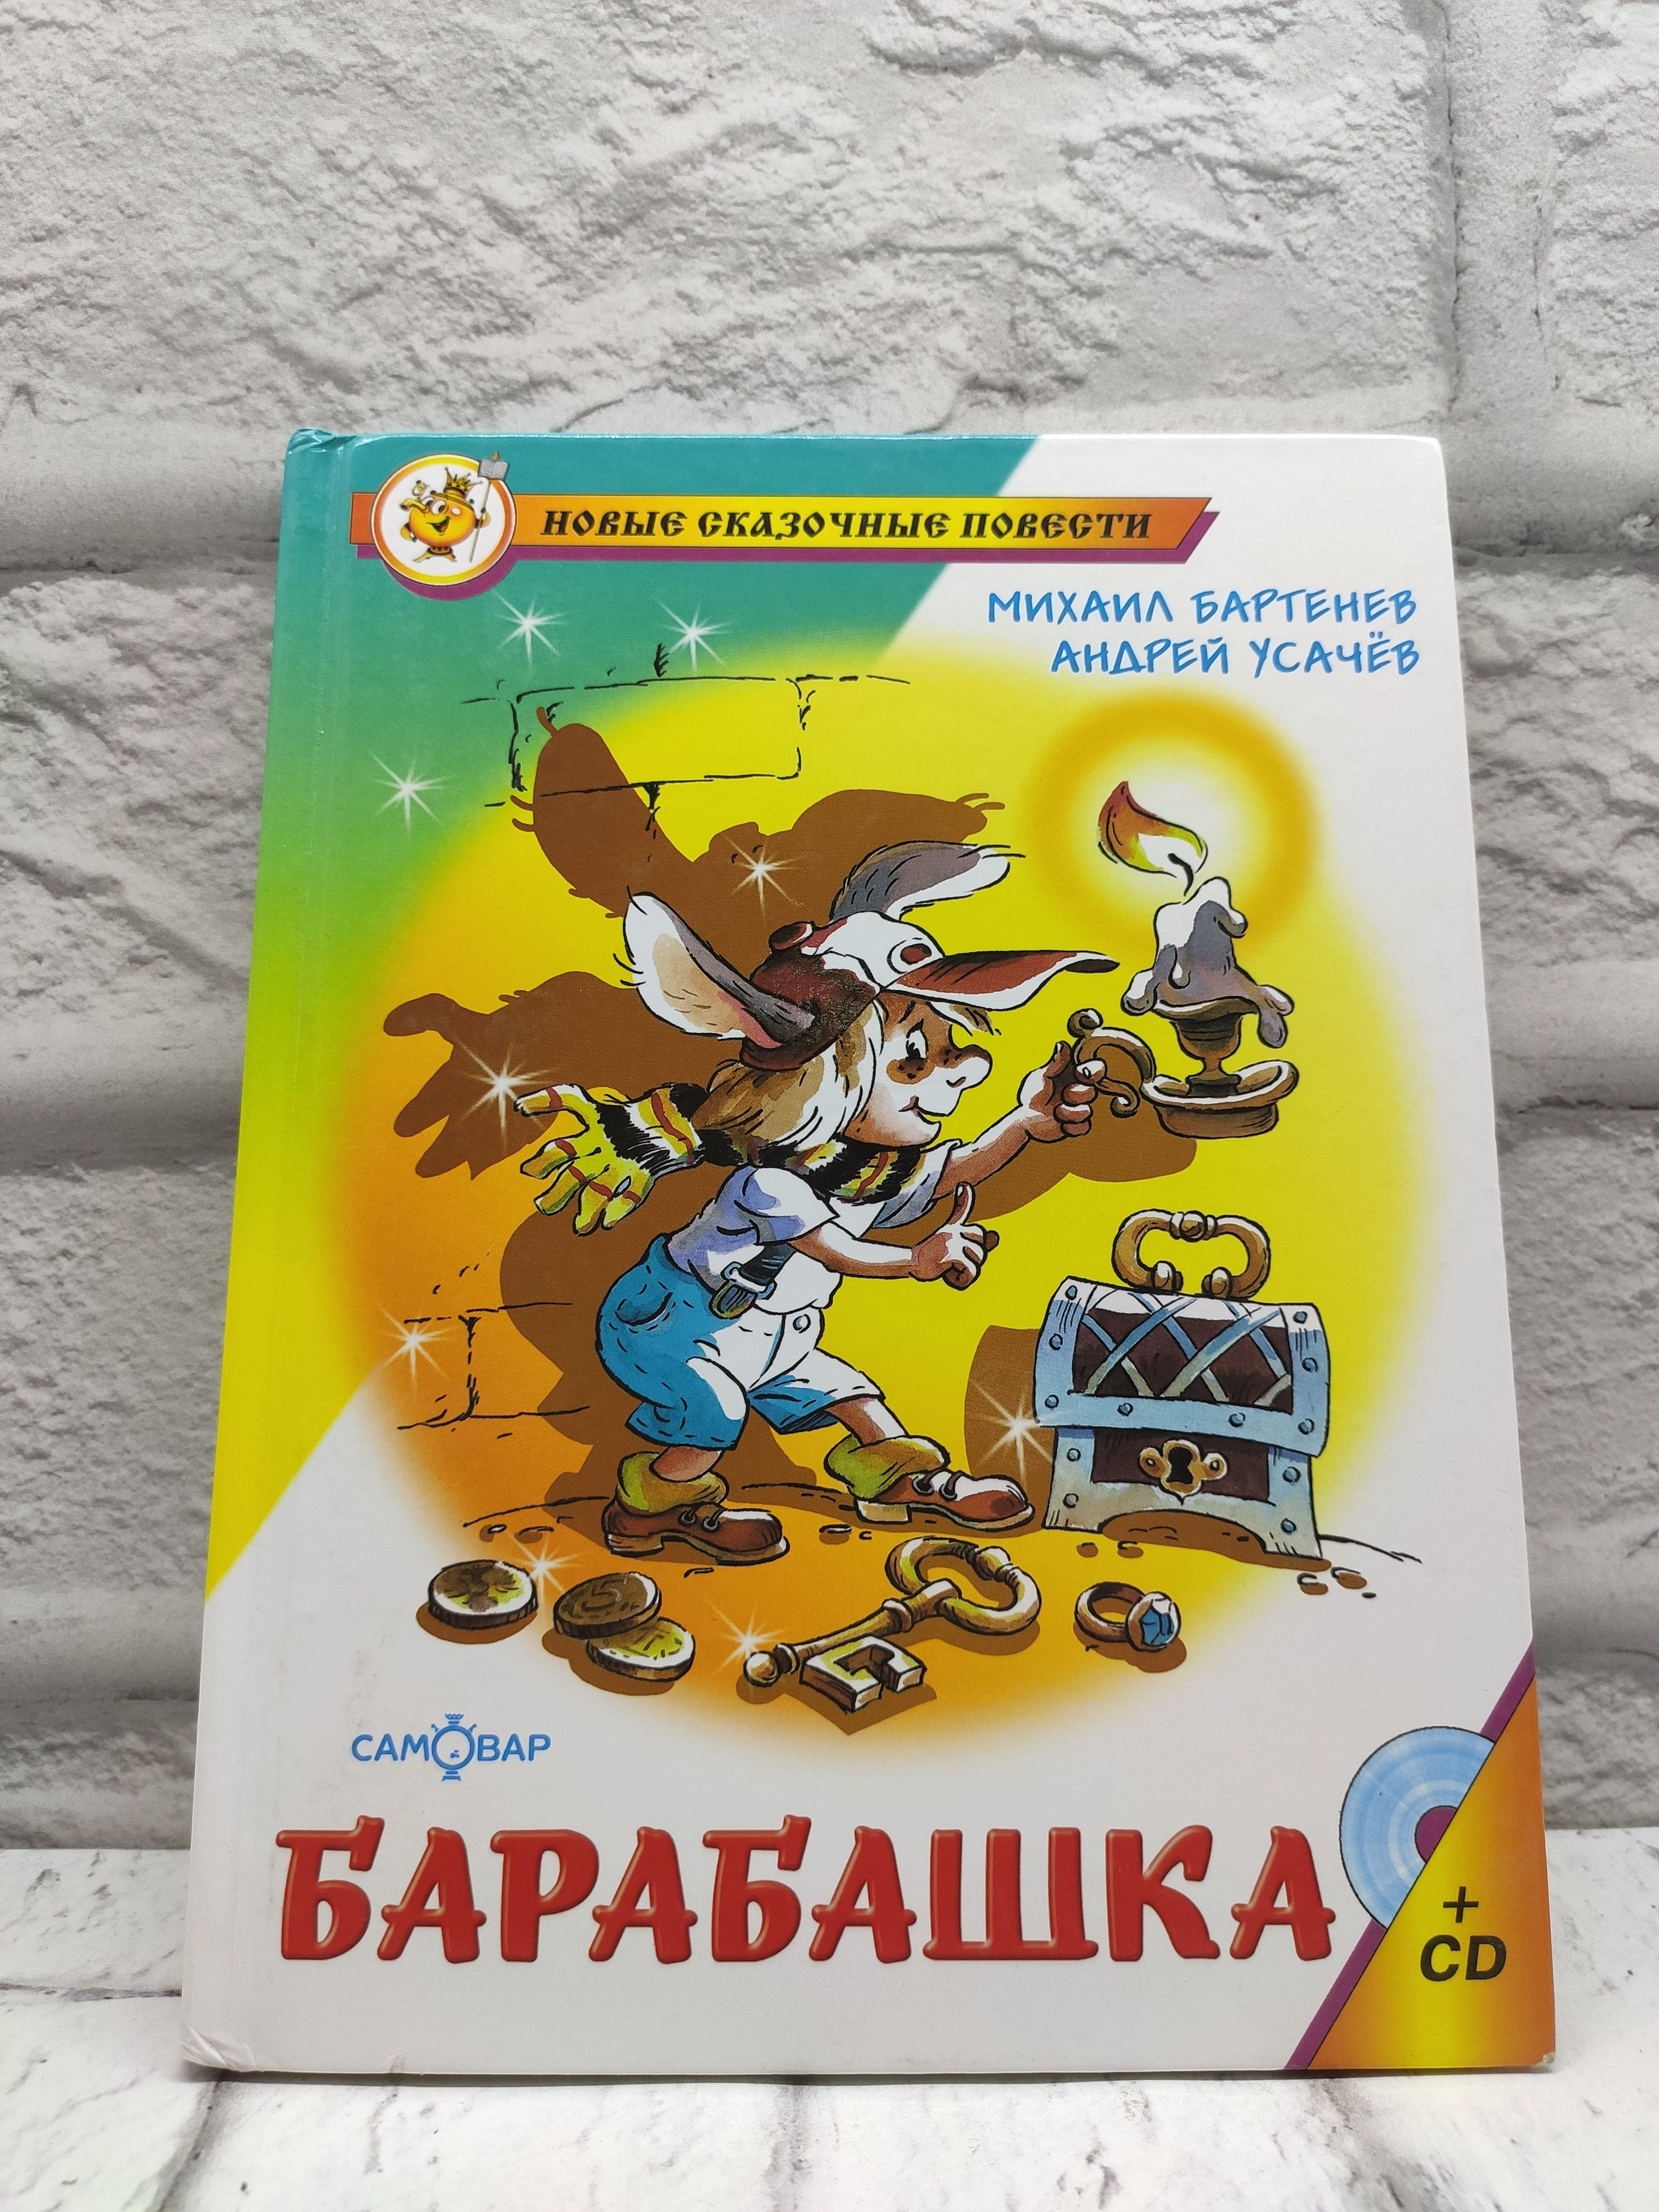 НОВЫЕ СКАЗОЧНЫЕ ПОВЕСТИ
МИХАИЛ БАРТЕНЕВ
АНДРЕЙ УСАЧЁВ
САМОВАР
БАРАБАШКА
+
CD